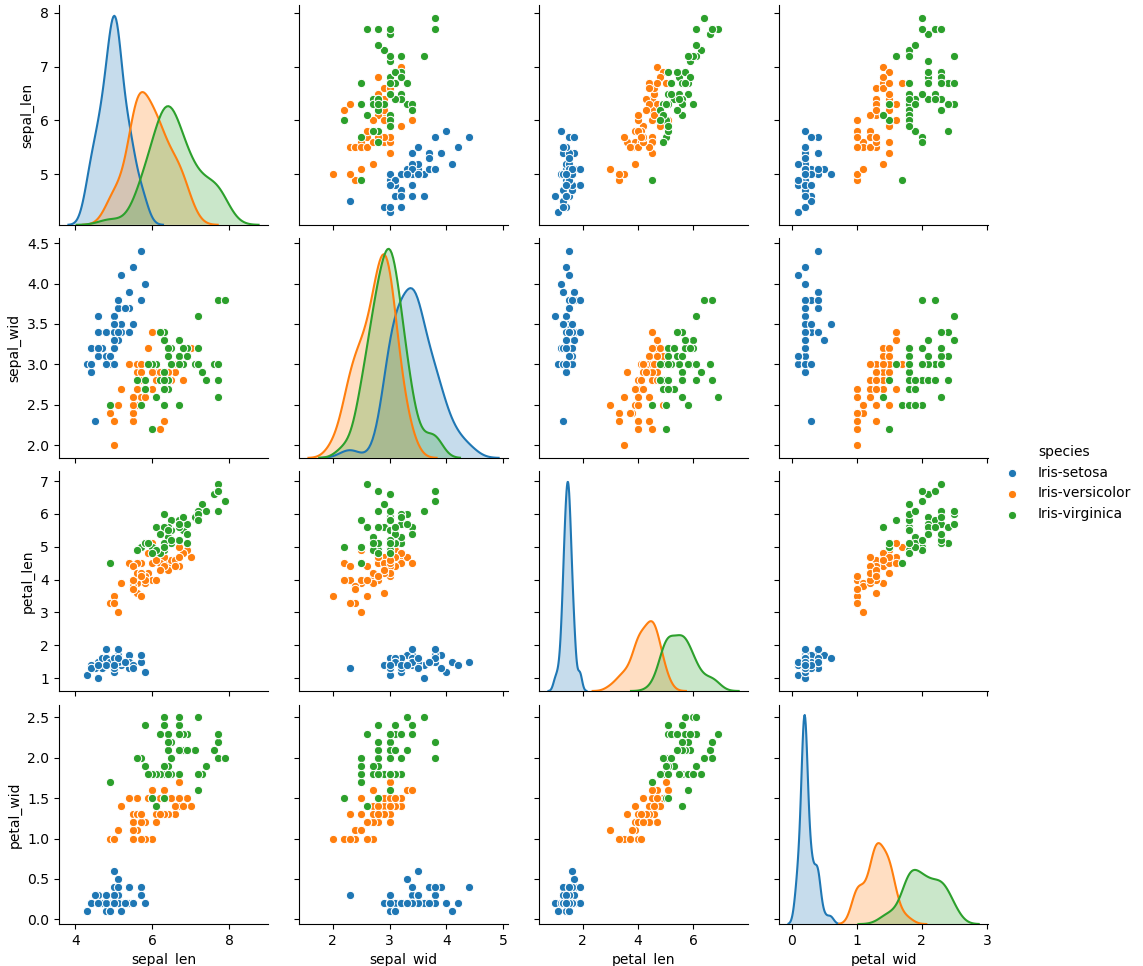 sepal_len
8
7
6
5
sepal_wid
4.5
4.0
3.5
3.0
2.5
2.0
species
Iris-setosa
Iris-versicolor
Iris-virginica
petal_len
7
6
5
4
3
2
1
petal_wid
2.5
2.0
1.5
1.0
0.5
0.0
4 6 8 2 3 4 5 2 4 6 0 1 2 3
sepal_len sepal_wid petal_len petal_wid